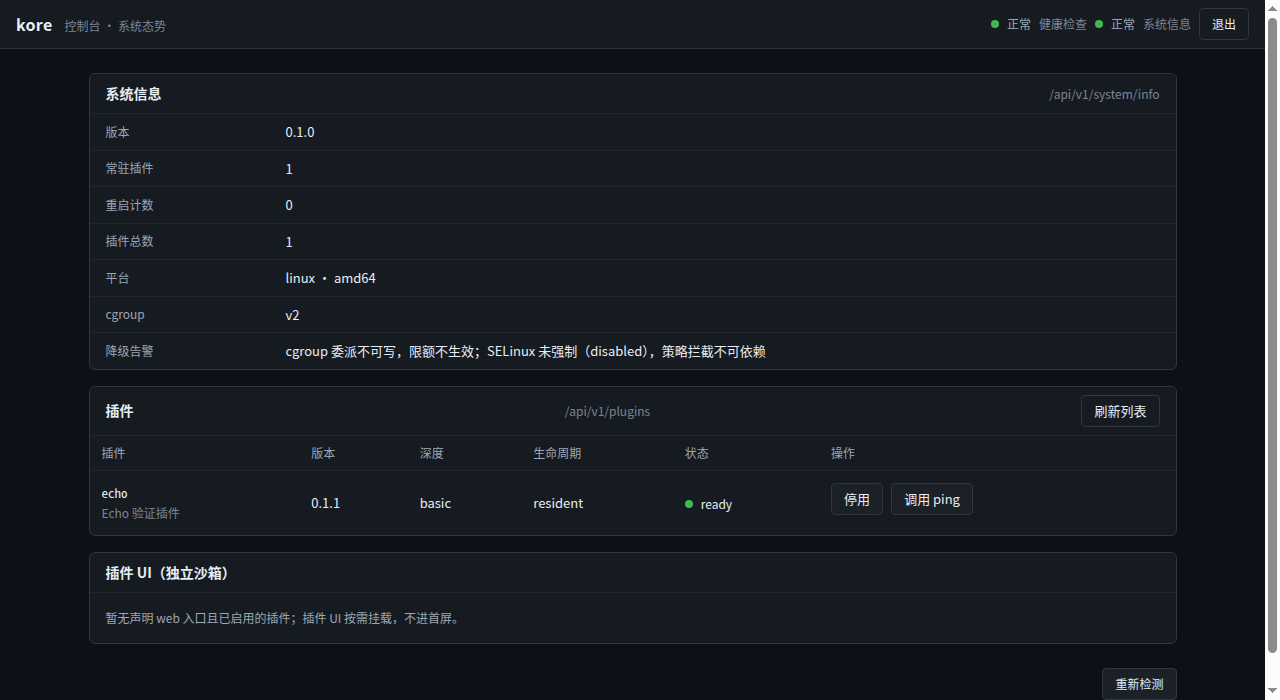 kore 控制台 · 系统态势 正常 健康检查 正常 系统信息 退出
系统信息 /api/v1/system/info
版本 0.1.0
常驻插件 1
重启计数 0
插件总数 1
平台 linux · amd64
cgroup v2
降级告警 cgroup 委派不可写，限额不生效；SELinux 未强制（disabled），策略拦截不可依赖
插件 /api/v1/plugins 刷新列表
插件 版本 深度 生命周期 状态 操作
echo
Echo 验证插件 0.1.1 basic resident ready 停用 调用 ping
插件 UI（独立沙箱）
暂无声明 web 入口且已启用的插件；插件 UI 按需挂载，不进首屏。
重新检测